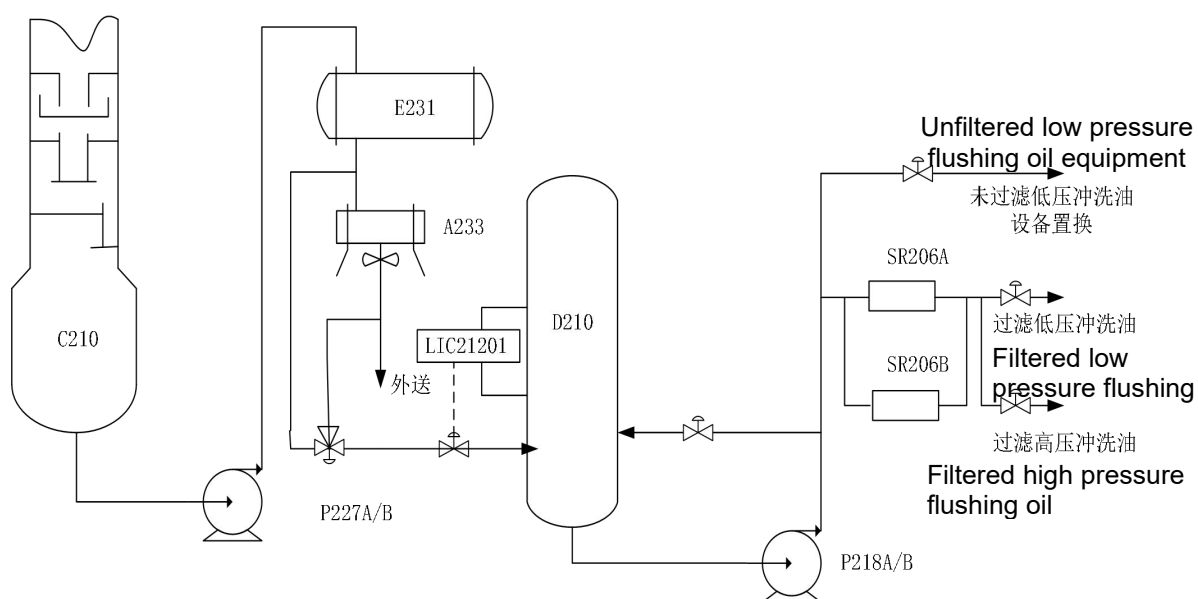 E231
Unfiltered low pressure
flushing oil equipment
未过滤低压冲洗油
设备置换
A233
SR206A
D210
C210
LIC21201
过滤低压冲洗油
SR206B
Filtered low
pressure flushing
外送
过滤高压冲洗油
Filtered high pressure
flushing oil
P227A/B
P218A/B